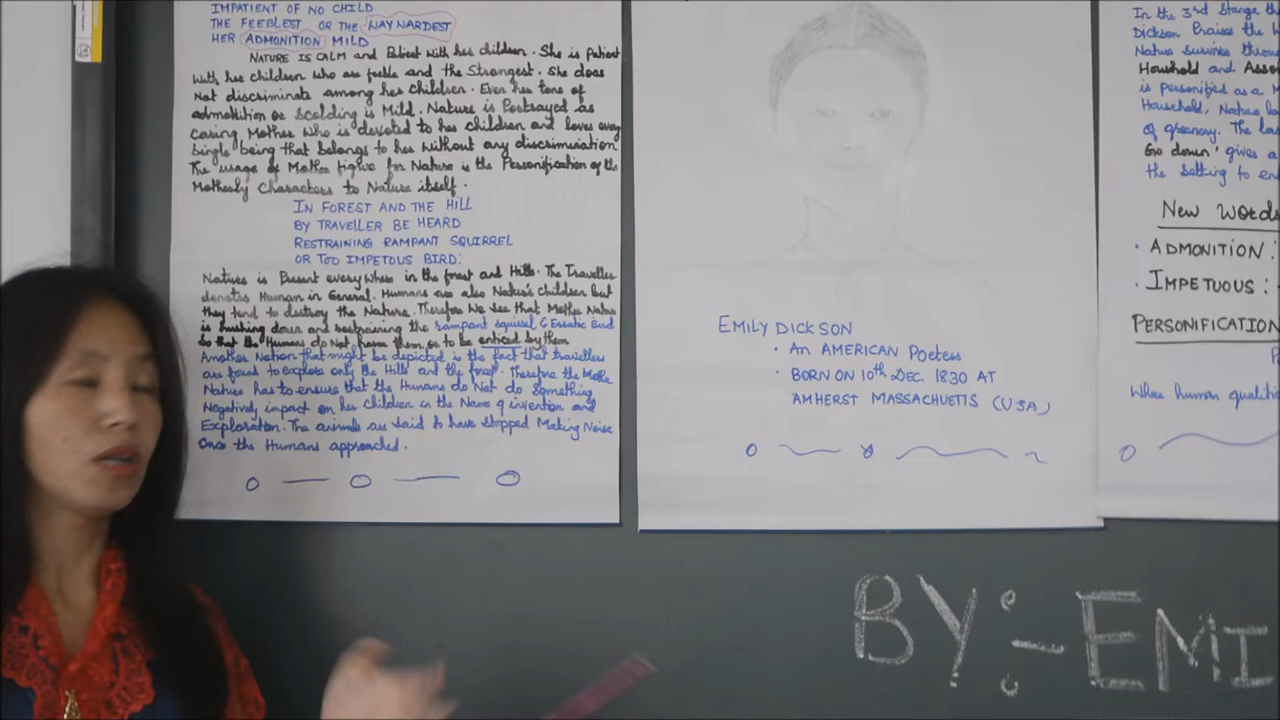 IMPATIENT OF NO CHILD
THE FEEBLEST OR THE WAYNARDEST
HER ADMONITION MILD
NATURE IS CALM and Patient with her children. She is patient
with her children who are feeble and the Strongest. She does
Not discriminate among her children. Even her tone of
admonition or scolding is Mild. Nature is Portrayed as
Caring Mother who is devoted to her children and loves every
Single being that belongs to her without any discrimination
The usage of Mother figure for Nature is the Personification of the
Motherly Characters to Nature itself.
IN FOREST AND THE HILL
BY TRAVELLER BE HEARD
RESTRAINING RAMPANT SQUIRREL
OR TOO IMPETOUS BIRD.
Nature is Present everywhere in the forest and Hills. The Traveller
denotes Human in General. Humans are also Nature's children but
they tend to destroy the Nature. Therefore We see that Mother Nature
is hushing down and restraining the rampant squirrel & Erratic Bird
So that the Humans do Not harm them or to be enticed by them
Another Notion that might be depicted is the fact that travellers
are found to explore only the Hills and the forest. Therefore the Mother
Nature has to ensure that the Humans do Not do something
Negatively impact on her Children in the Name of invention and
Exploration. The animals are said to have stopped Making Noise
Once the Humans approached.
EMILY DICKSON
• An AMERICAN Poetess
• BORN ON 10th DEC. 1830 AT
AMHERST MASSACHUETTS (USA)
In the 3rd Stange th
Dickson Praises the
Nature Survives throu
Houshold and Asso
is personified as a M
Household, Nature
of greenery. The
Go down' gives a
the Setting to en
New Words
• ADMONITION:
• IMPETUOUS:
PERSONIFICATION
When human qualiti
BY:-EMI